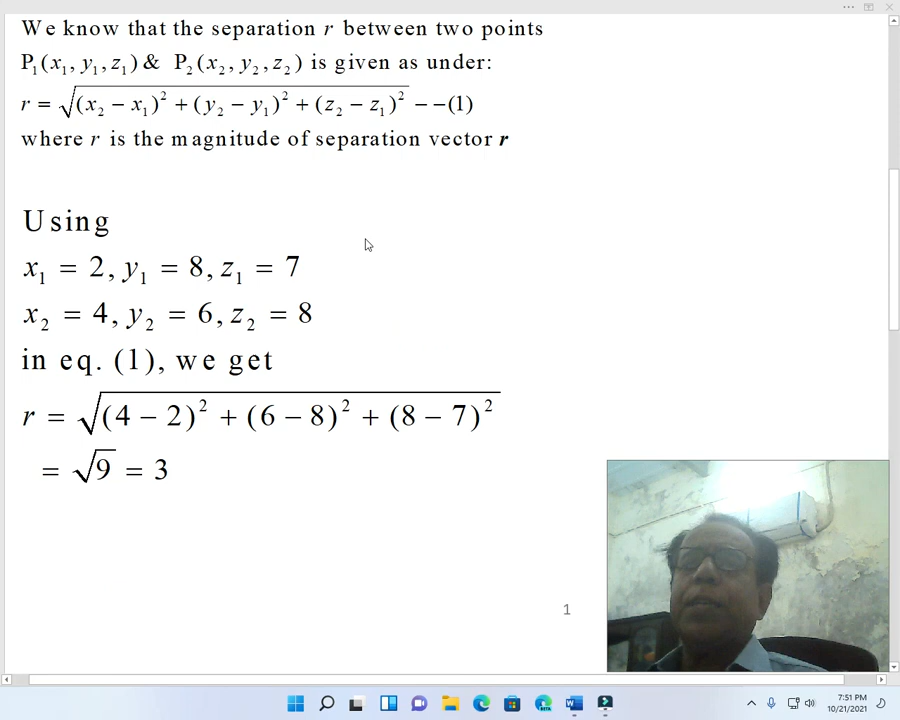 We know that the separation r between two points
P₁(x₁, y₁, z₁) & P₂(x₂, y₂, z₂) is given as under:
r = √((x₂ − x₁)² + (y₂ − y₁)² + (z₂ − z₁)²) − −(1)
where r is the magnitude of separation vector r
Using
x₁ = 2, y₁ = 8, z₁ = 7
x₂ = 4, y₂ = 6, z₂ = 8
in eq. (1), we get
r = √((4 − 2)² + (6 − 8)² + (8 − 7)²)
= √9 = 3
1
7:51 PM
10/21/2021